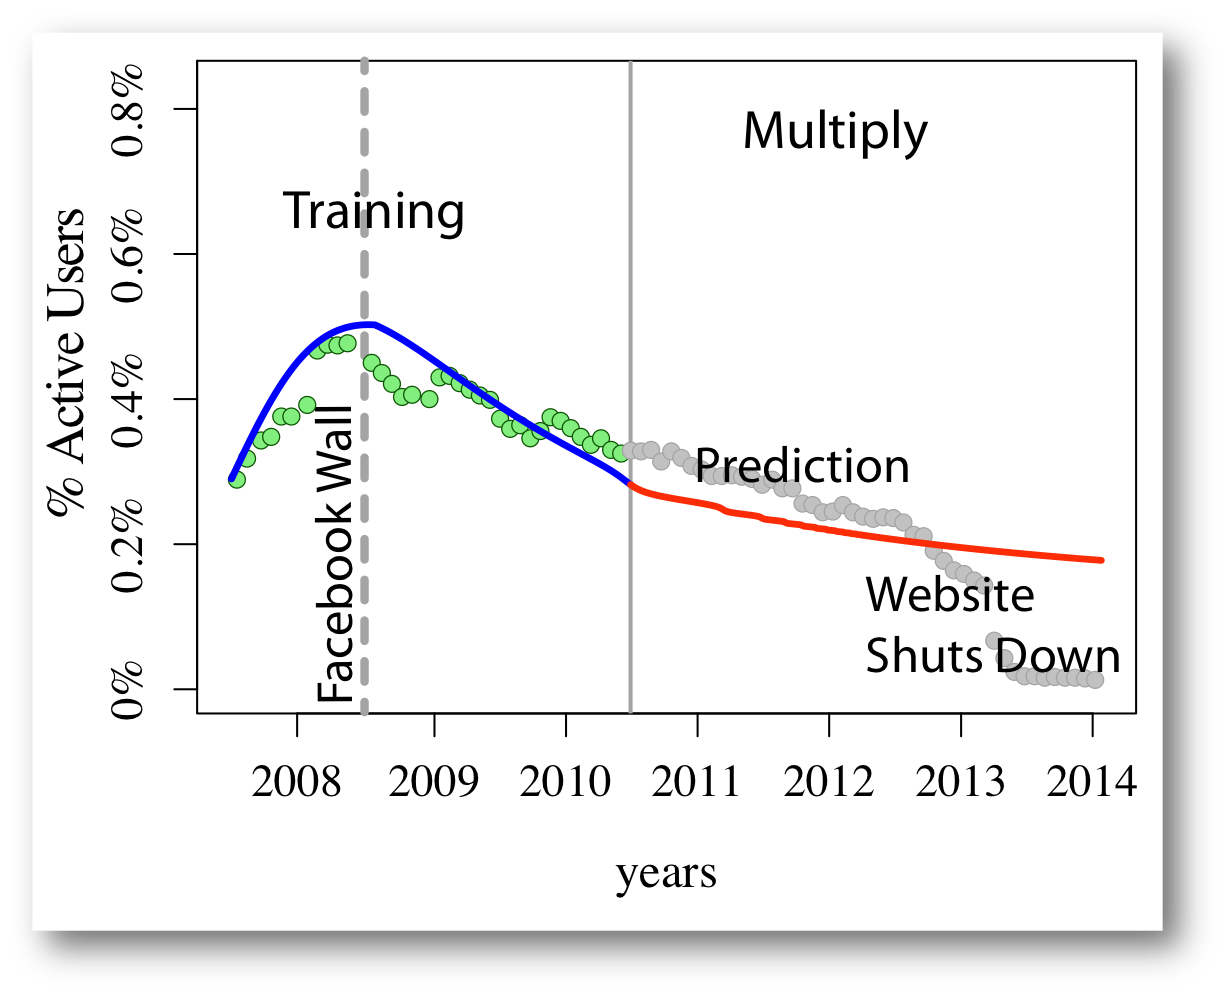 Multiply
Training
Prediction
Website
Shuts Down
Facebook Wall
% Active Users
0.8%
0.6%
0.4%
0.2%
0%
2008 2009 2010 2011 2012 2013 2014
years